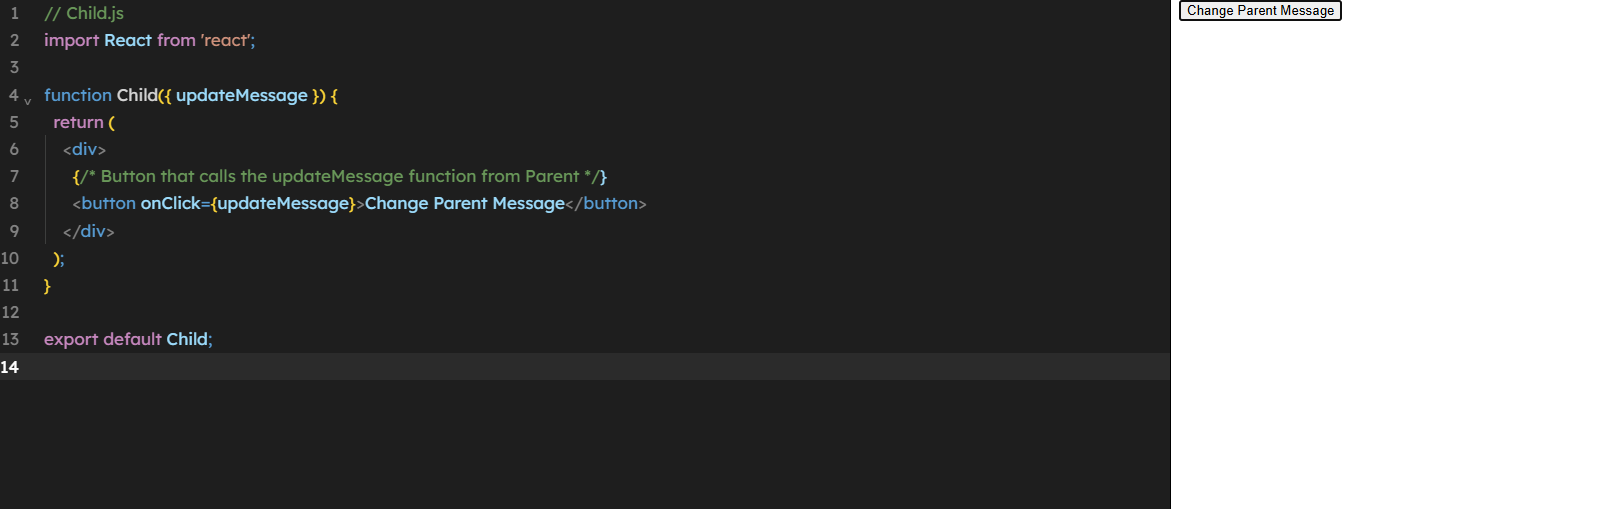 1 // Child.js
2 import React from 'react';
3
4 function Child({ updateMessage }) {
5 return (
6 <div>
7 {/* Button that calls the updateMessage function from Parent */}
8 <button onClick={updateMessage}>Change Parent Message</button>
9 </div>
10 );
11 }
12
13 export default Child;
14
Change Parent Message